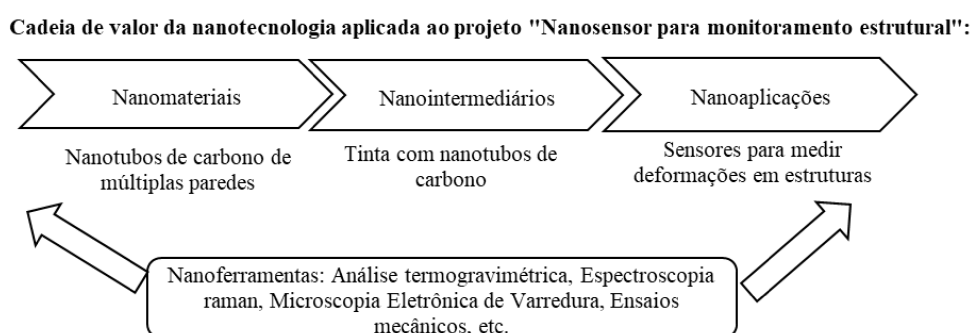 Cadeia de valor da nanotecnologia aplicada ao projeto "Nanosensor para monitoramento estrutural":
Nanomateriais
Nanointermediários
Nanoaplicações
Nanotubos de carbono de
múltiplas paredes
Tinta com nanotubos de
carbono
Sensores para medir
deformações em estruturas
Nanoferramentas: Análise termogravimétrica, Espectroscopia
raman, Microscopia Eletrônica de Varredura, Ensaios
mecânicos, etc.